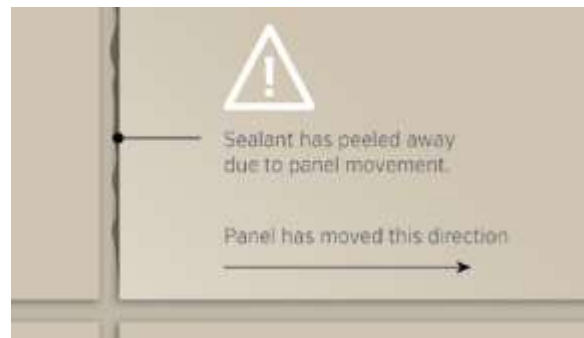 !
Sealant has peeled away
due to panel movement.
Panel has moved this direction